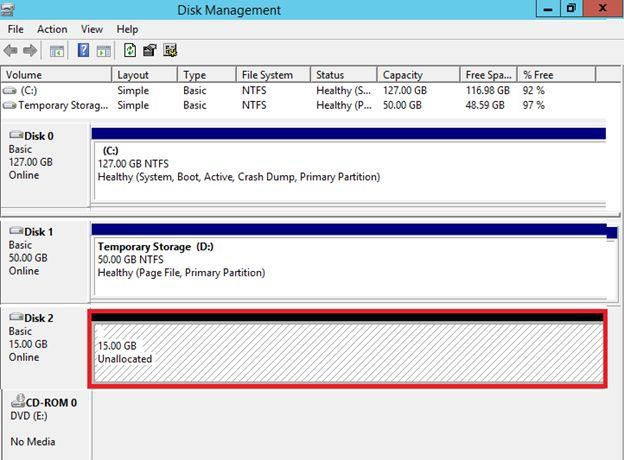 Disk Management
File Action View Help
Volume Layout Type File System Status Capacity Free Spa... % Free
(C:) Simple Basic NTFS Healthy (S... 127.00 GB 116.98 GB 92 %
Temporary Storag... Simple Basic NTFS Healthy (P... 50.00 GB 48.59 GB 97 %
Disk 0
Basic
127.00 GB
Online
(C:)
127.00 GB NTFS
Healthy (System, Boot, Active, Crash Dump, Primary Partition)
Disk 1
Basic
50.00 GB
Online
Temporary Storage (D:)
50.00 GB NTFS
Healthy (Page File, Primary Partition)
Disk 2
Basic
15.00 GB
Online
15.00 GB
Unallocated
CD-ROM 0
DVD (E:)
No Media